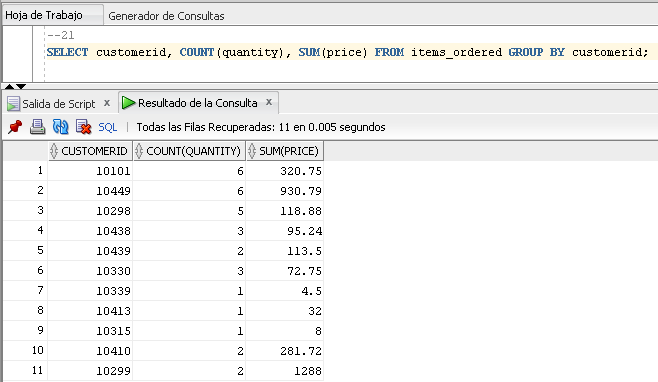 Hoja de Trabajo Generador de Consultas
--21
SELECT customerid, COUNT(quantity), SUM(price) FROM items_ordered GROUP BY customerid;
Salida de Script x Resultado de la Consulta x
SQL | Todas las Filas Recuperadas: 11 en 0.005 segundos
CUSTOMERID COUNT(QUANTITY) SUM(PRICE)
1 10101 6 320.75
2 10449 6 930.79
3 10298 5 118.88
4 10438 3 95.24
5 10439 2 113.5
6 10330 3 72.75
7 10339 1 4.5
8 10413 1 32
9 10315 1 8
10 10410 2 281.72
11 10299 2 1288